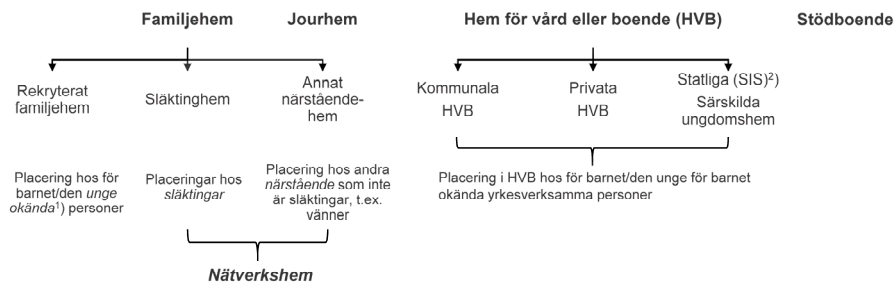 Familjehem
Jourhem
Hem för vård eller boende (HVB)
Stödboende
Rekryterat
familjehem
Släktinghem
Annat
närstående-
hem
Kommunala
HVB
Privata
HVB
Statliga (SIS)²)
Särskilda
ungdomshem
Placering hos för
barnet/den unge
okända¹) personer
Placeringar hos
släktingar
Placering hos andra
närstående som inte
är släktingar, t.ex.
vänner
Placering i HVB hos för barnet/den unge för barnet
okända yrkesverksamma personer
Nätverkshem